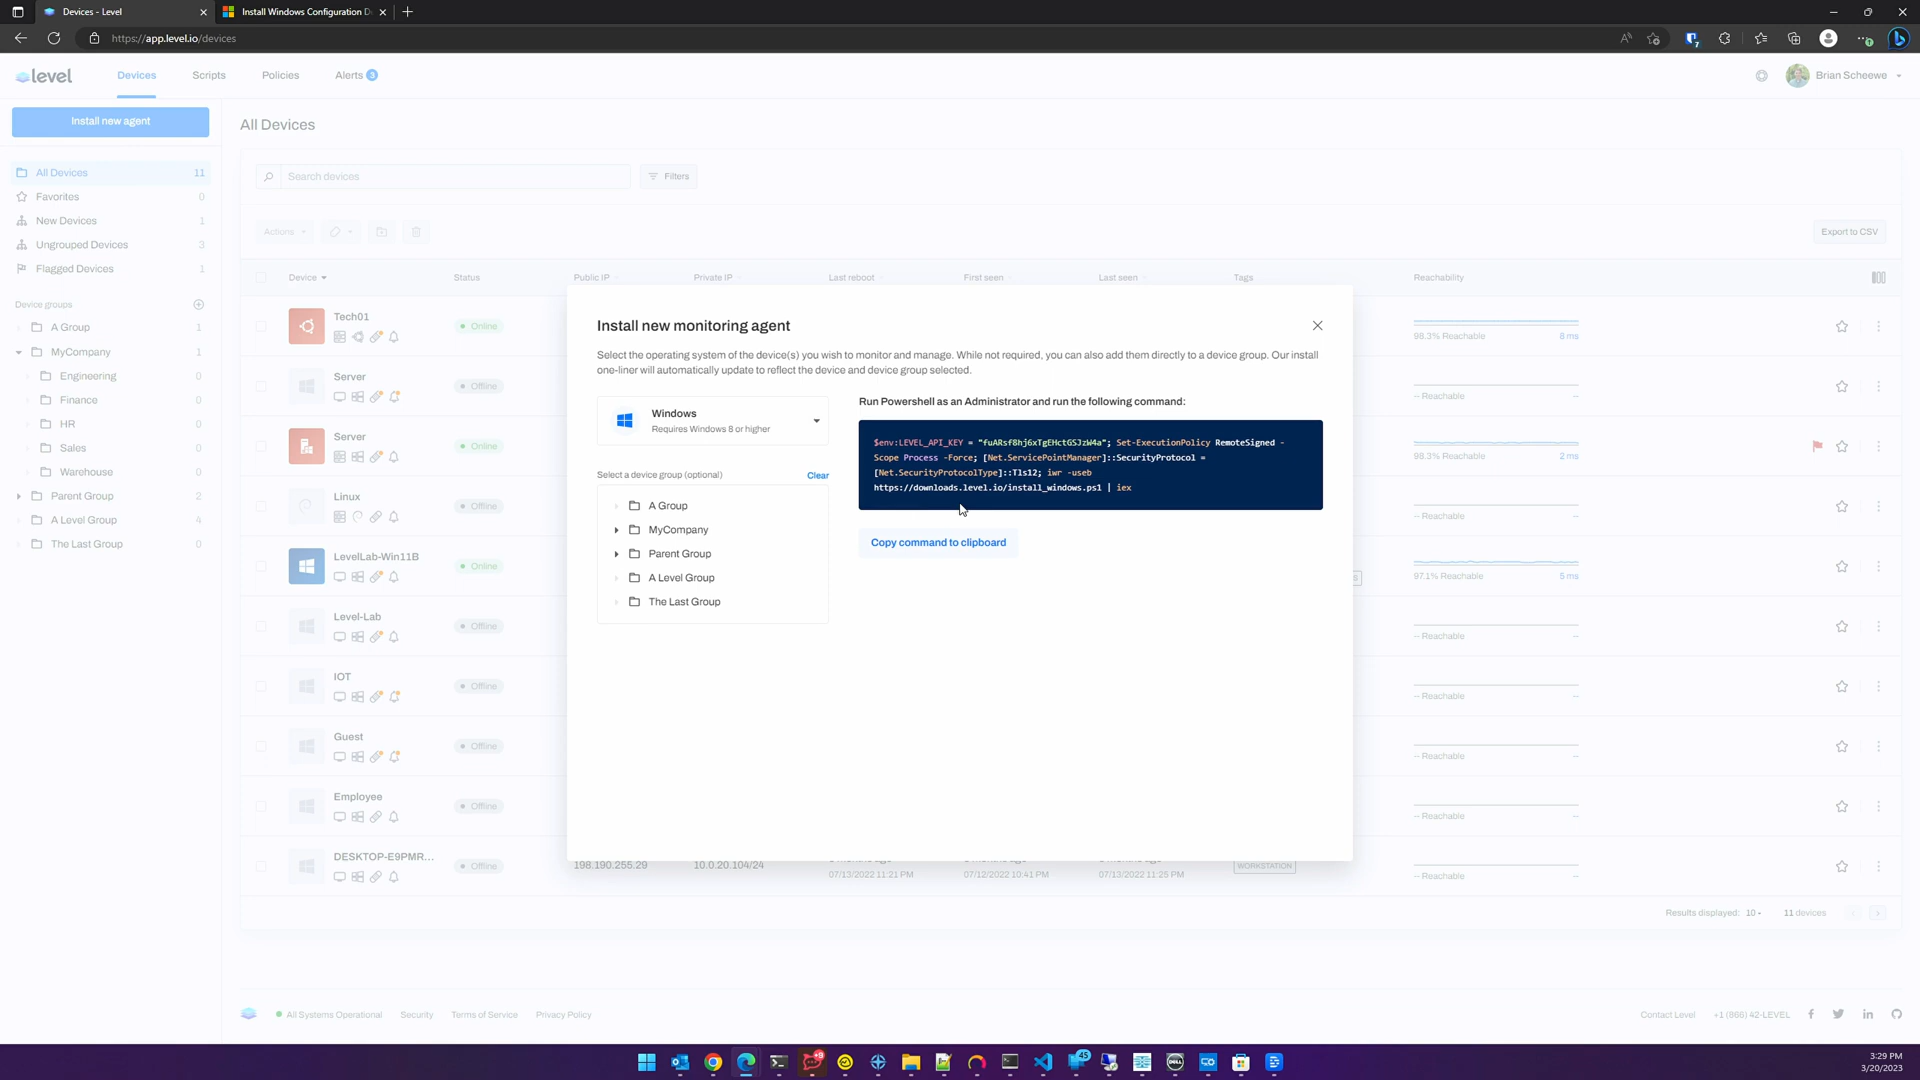 Devices - Level
Install Windows Configuration D
https://app.level.io/devices
level
Devices
Scripts
Policies
Alerts 3
Brian Scheewe
Install new agent
All Devices 11
Favorites 0
New Devices 1
Ungrouped Devices 3
Flagged Devices 1
Device groups
A Group 1
MyCompany 1
Engineering 0
Finance 0
HR 0
Sales 0
Warehouse 0
Parent Group 2
A Level Group 4
The Last Group 0
All Devices
Search devices
Filters
Actions
Export to CSV
Device
Status
Public IP
Private IP
Last reboot
First seen
Last seen
Tags
Reachability
Tech01
Online
98.3% Reachable 8 ms
Server
Offline
-- Reachable --
Server
Online
98.3% Reachable 2 ms
Linux
Offline
-- Reachable --
LevelLab-Win11B
Online
97.1% Reachable 5 ms
Level-Lab
Offline
-- Reachable --
IOT
Offline
-- Reachable --
Guest
Offline
-- Reachable --
Employee
Offline
-- Reachable --
DESKTOP-E9PMR...
Offline
198.190.255.29
10.0.20.104/24
07/13/2022 11:21 PM
07/12/2022 10:41 PM
07/13/2022 11:25 PM
WORKSTATION
-- Reachable --
Results displayed: 10
11 devices
Install new monitoring agent
Select the operating system of the device(s) you wish to monitor and manage. While not required, you can also add them directly to a device group. Our install
one-liner will automatically update to reflect the device and device group selected.
Windows
Requires Windows 8 or higher
Select a device group (optional)
Clear
A Group
MyCompany
Parent Group
A Level Group
The Last Group
Run Powershell as an Administrator and run the following command:
$env:LEVEL_API_KEY = "fuARsf8hj6xTgEHctGSJzW4a"; Set-ExecutionPolicy RemoteSigned -
Scope Process -Force; [Net.ServicePointManager]::SecurityProtocol =
[Net.SecurityProtocolType]::Tls12; iwr -useb
https://downloads.level.io/install_windows.ps1 | iex
Copy command to clipboard
All Systems Operational
Security
Terms of Service
Privacy Policy
Contact Level
+1 (866) 42-LEVEL
45
3:29 PM
3/20/2023